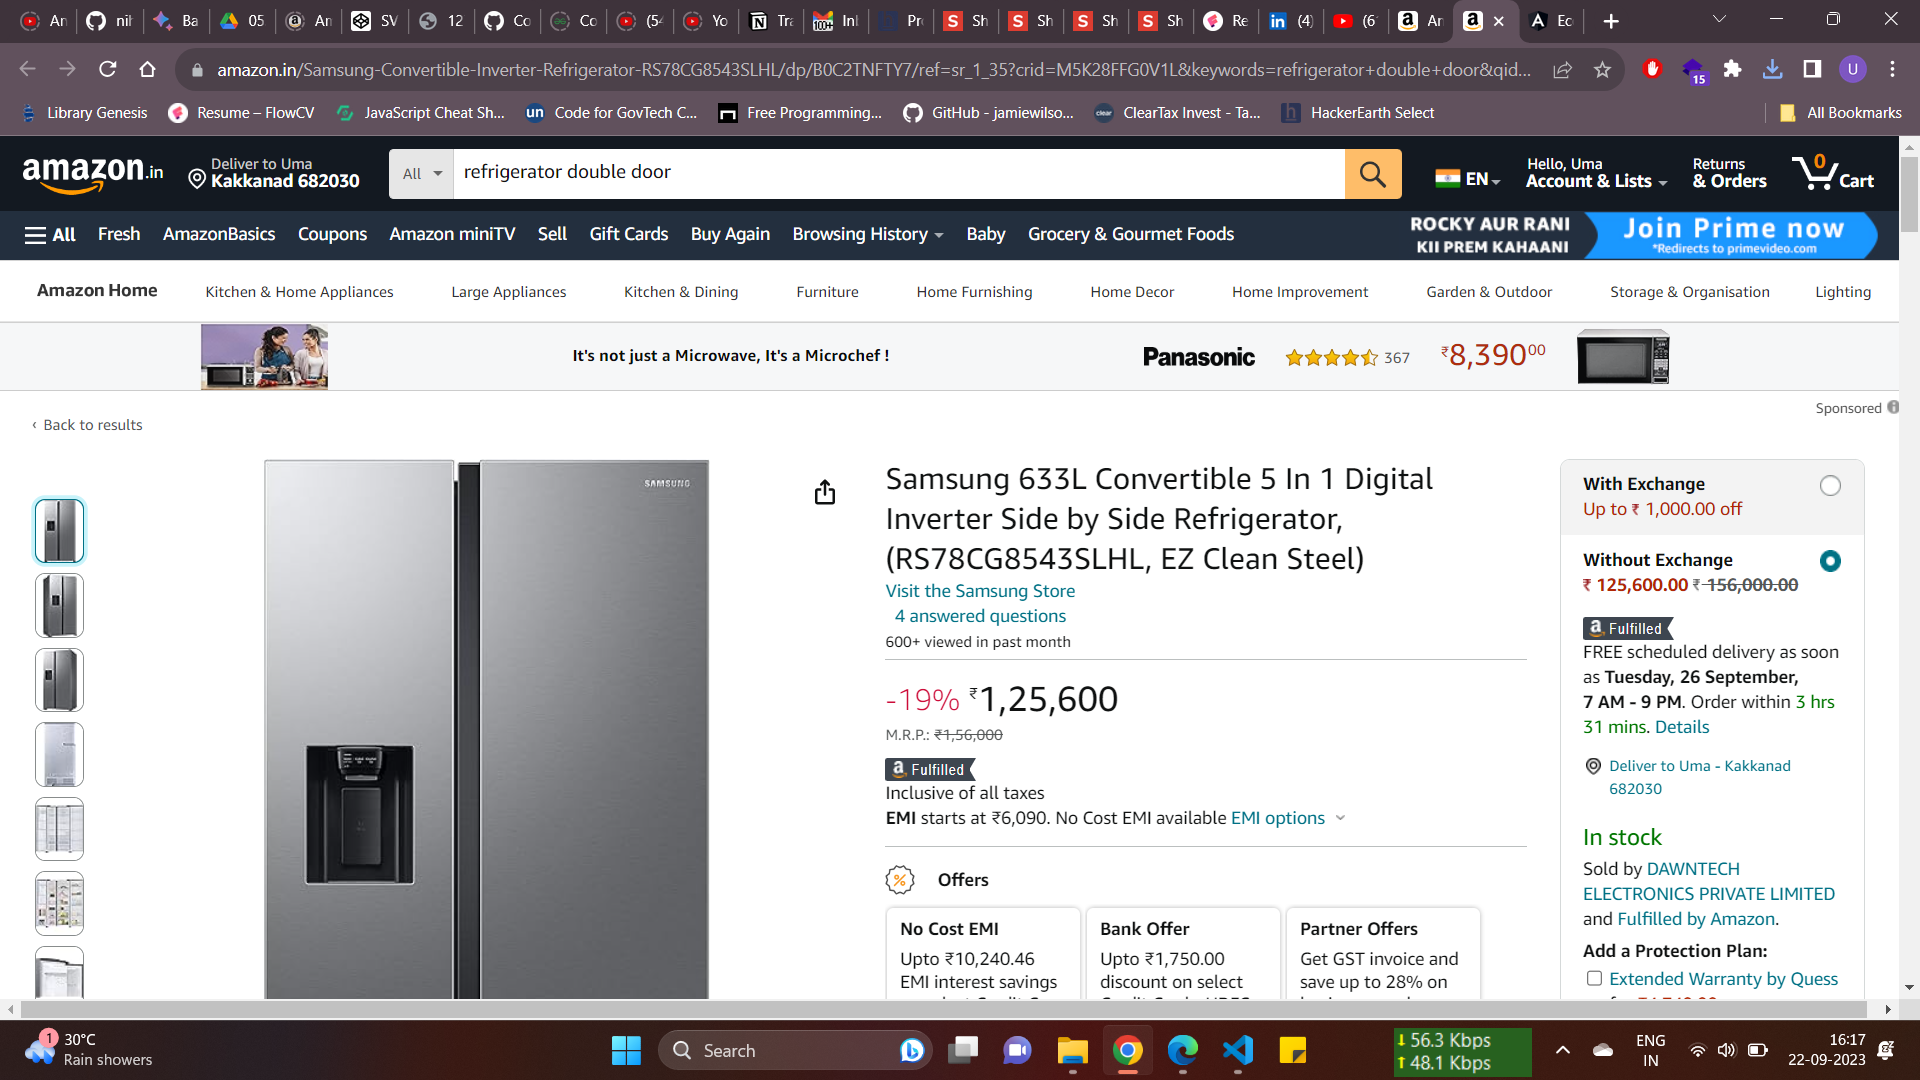 An
nih
Ba
05
An
SV
12
Co
Co
(54
Yo
Tra
Inl
Pr
Sh
Sh
Sh
Sh
Re
(4)
(6
An
Ec
amazon.in/Samsung-Convertible-Inverter-Refrigerator-RS78CG8543SLHL/dp/B0C2TNFTY7/ref=sr_1_35?crid=M5K28FFG0V1L&keywords=refrigerator+double+door&qid...
15
U
Library Genesis
Resume – FlowCV
JavaScript Cheat Sh...
Code for GovTech C...
Free Programming...
GitHub - jamiewilso...
ClearTax Invest - Ta...
HackerEarth Select
All Bookmarks
amazon.in
Deliver to Uma
Kakkanad 682030
All
refrigerator double door
EN
Hello, Uma
Account & Lists
Returns
& Orders
0
Cart
All
Fresh
AmazonBasics
Coupons
Amazon miniTV
Sell
Gift Cards
Buy Again
Browsing History
Baby
Grocery & Gourmet Foods
ROCKY AUR RANI
KII PREM KAHAANI
Join Prime now
*Redirects to primevideo.com
Amazon Home
Kitchen & Home Appliances
Large Appliances
Kitchen & Dining
Furniture
Home Furnishing
Home Decor
Home Improvement
Garden & Outdoor
Storage & Organisation
Lighting
It's not just a Microwave, It's a Microchef !
Panasonic
367
₹8,39000
Sponsored
‹ Back to results
SAMSUNG
Samsung 633L Convertible 5 In 1 Digital
Inverter Side by Side Refrigerator,
(RS78CG8543SLHL, EZ Clean Steel)
Visit the Samsung Store
4 answered questions
600+ viewed in past month
-19% ₹1,25,600
M.R.P.: ₹1,56,000
a Fulfilled
Inclusive of all taxes
EMI starts at ₹6,090. No Cost EMI available EMI options
Offers
No Cost EMI
Upto ₹10,240.46
EMI interest savings
Bank Offer
Upto ₹1,750.00
discount on select
Partner Offers
Get GST invoice and
save up to 28% on
With Exchange
Up to ₹ 1,000.00 off
Without Exchange
₹ 125,600.00 ₹ 156,000.00
a Fulfilled
FREE scheduled delivery as soon
as Tuesday, 26 September,
7 AM - 9 PM. Order within 3 hrs
31 mins. Details
Deliver to Uma - Kakkanad
682030
In stock
Sold by DAWNTECH
ELECTRONICS PRIVATE LIMITED
and Fulfilled by Amazon.
Add a Protection Plan:
Extended Warranty by Quess
1
30°C
Rain showers
Search
56.3 Kbps
48.1 Kbps
ENG
IN
16:17
22-09-2023